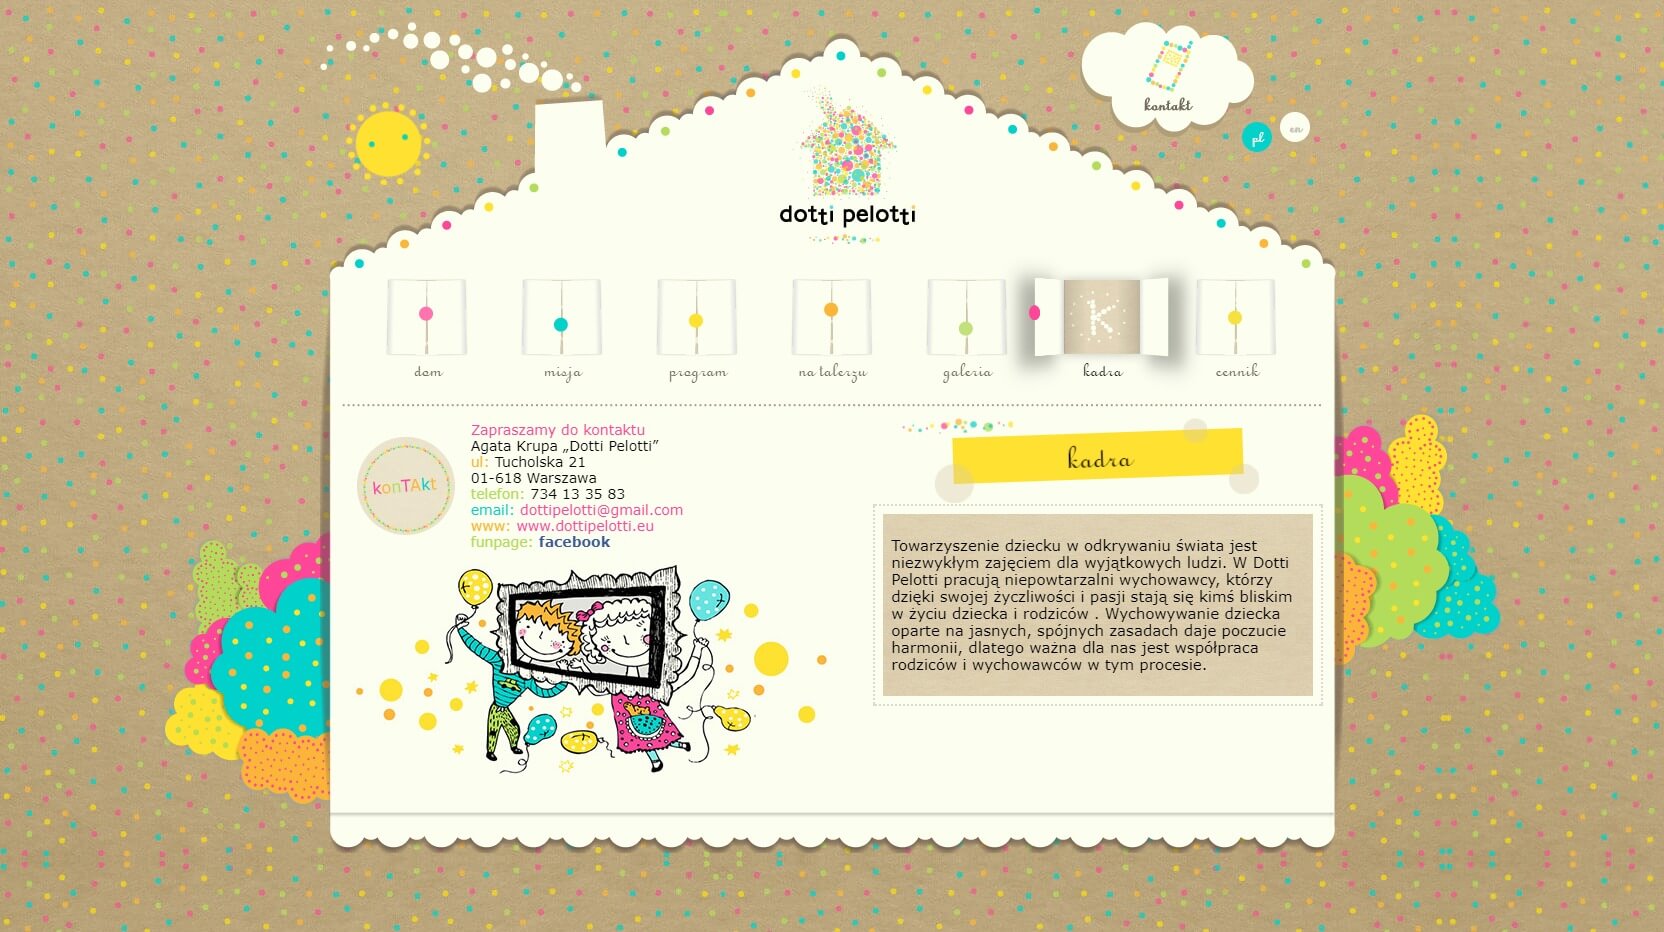 kontakt
pl
en
dotti pelotti
K
dom
misja
program
na talerzu
galeria
kadra
cennik
konTAkt
Zapraszamy do kontaktu
Agata Krupa „Dotti Pelotti”
ul: Tucholska 21
01-618 Warszawa
telefon: 734 13 35 83
email: dottipelotti@gmail.com
www: www.dottipelotti.eu
funpage: facebook
kadra
Towarzyszenie dziecku w odkrywaniu świata jest
niezwykłym zajęciem dla wyjątkowych ludzi. W Dotti
Pelotti pracują niepowtarzalni wychowawcy, którzy
dzięki swojej życzliwości i pasji stają się kimś bliskim
w życiu dziecka i rodziców . Wychowywanie dziecka
oparte na jasnych, spójnych zasadach daje poczucie
harmonii, dlatego ważna dla nas jest współpraca
rodziców i wychowawców w tym procesie.